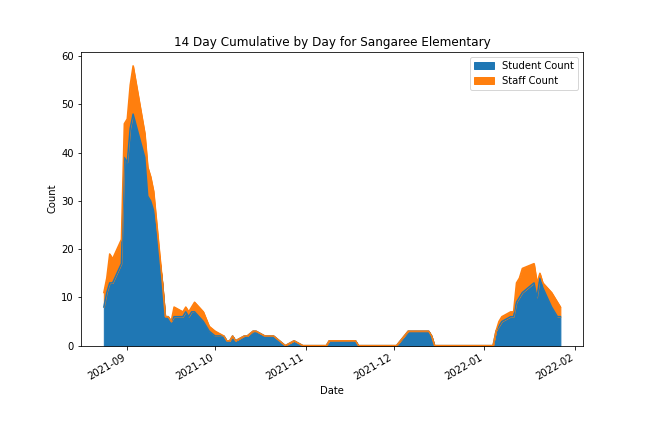 14 Day Cumulative by Day for Sangaree Elementary
Student Count
Staff Count
Count
60
50
40
30
20
10
0
2021-09
2021-10
2021-11
2021-12
2022-01
2022-02
Date